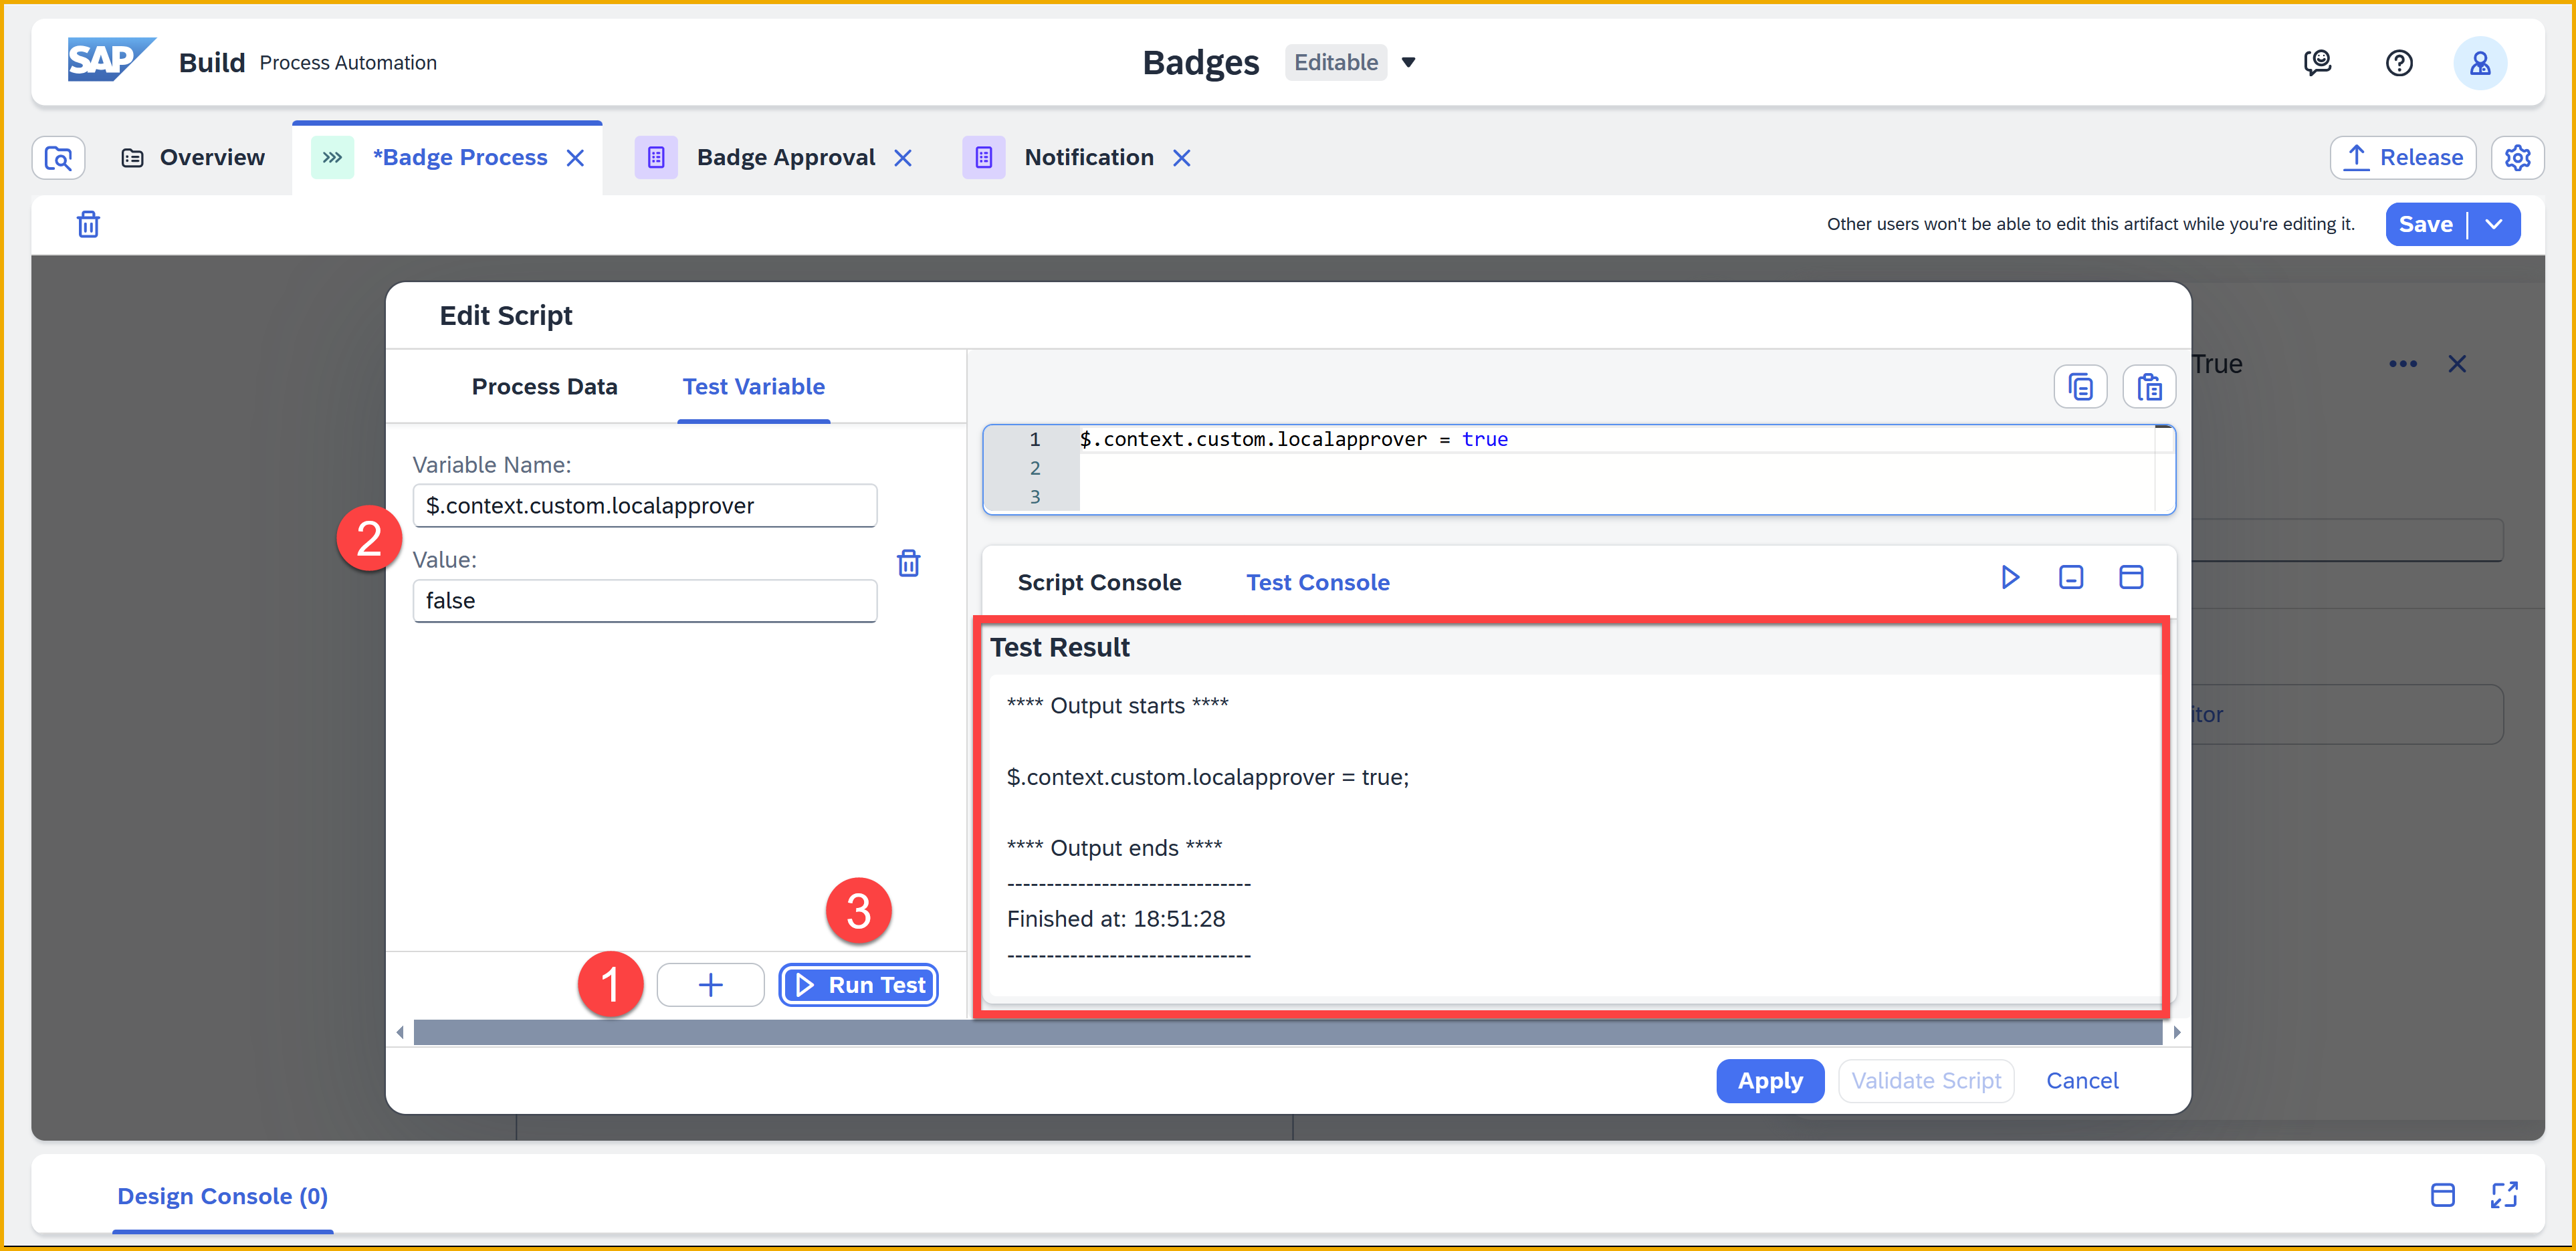 SAP Build Process Automation
Badges Editable
Overview
*Badge Process
Badge Approval
Notification
Release
Other users won't be able to edit this artifact while you're editing it.
Save
Edit Script
True
Process Data
Test Variable
1 $.context.custom.localapprover = true
2
3
Variable Name:
$.context.custom.localapprover
2
Value:
false
Script Console
Test Console
Test Result
**** Output starts ****
$.context.custom.localapprover = true;
itor
**** Output ends ****
-------------------------------
Finished at: 18:51:28
-------------------------------
3
1
+
Run Test
Apply
Validate Script
Cancel
Design Console (0)